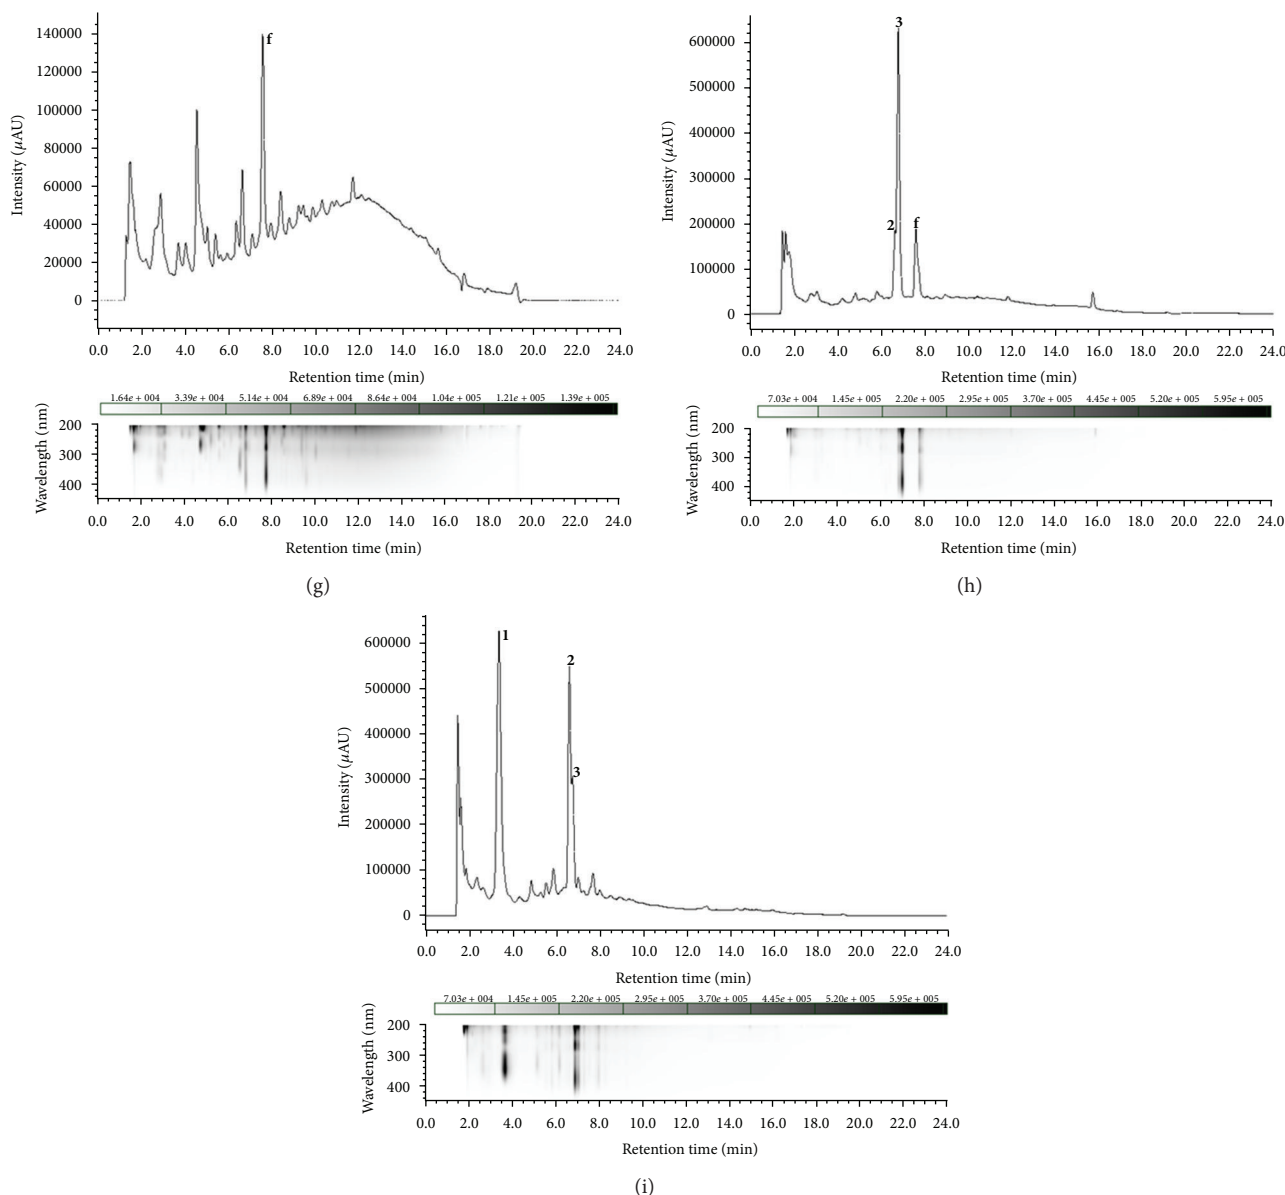 140000
120000
100000
80000
60000
40000
20000
0
Intensity (μAU)
f
0.0 2.0 4.0 6.0 8.0 10.0 12.0 14.0 16.0 18.0 20.0 22.0 24.0
Retention time (min)
1.64e + 004 3.39e + 004 5.14e + 004 6.89e + 004 8.64e + 004 1.04e + 005 1.21e + 005 1.39e + 005
200
300
400
Wavelength (nm)
0.0 2.0 4.0 6.0 8.0 10.0 12.0 14.0 16.0 18.0 20.0 22.0 24.0
Retention time (min)
(g)
600000
500000
400000
300000
200000
100000
0
Intensity (μAU)
3
2
f
0.0 2.0 4.0 6.0 8.0 10.0 12.0 14.0 16.0 18.0 20.0 22.0 24.0
Retention time (min)
7.03e + 004 1.45e + 005 2.20e + 005 2.95e + 005 3.70e + 005 4.45e + 005 5.20e + 005 5.95e + 005
200
300
400
Wavelength (nm)
0.0 2.0 4.0 6.0 8.0 10.0 12.0 14.0 16.0 18.0 20.0 22.0 24.0
Retention time (min)
(h)
600000
500000
400000
300000
200000
100000
0
Intensity (μAU)
1
2
3
0.0 2.0 4.0 6.0 8.0 10.0 12.0 14.0 16.0 18.0 20.0 22.0 24.0
Retention time (min)
7.03e + 004 1.45e + 005 2.20e + 005 2.95e + 005 3.70e + 005 4.45e + 005 5.20e + 005 5.95e + 005
200
300
400
Wavelength (nm)
0.0 2.0 4.0 6.0 8.0 10.0 12.0 14.0 16.0 18.0 20.0 22.0 24.0
Retention time (min)
(i)